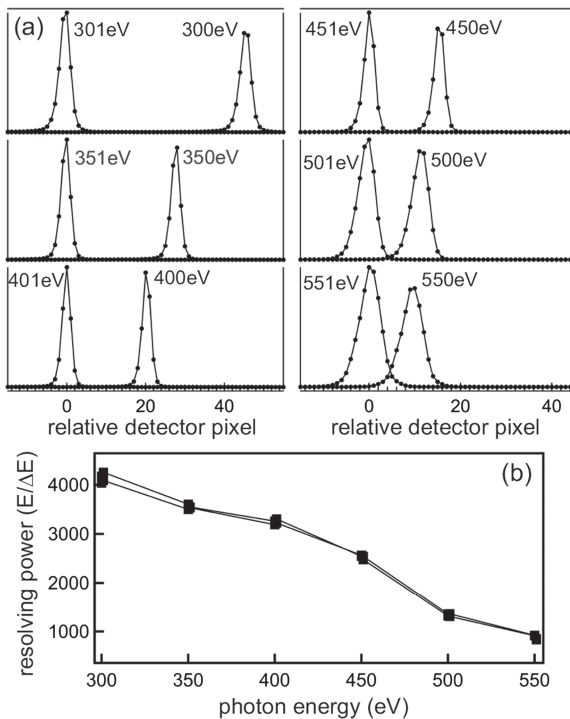 (a)
301eV 300eV
451eV 450eV
351eV 350eV
501eV 500eV
401eV 400eV
551eV 550eV
0 20 40
0 20 40
relative detector pixel
relative detector pixel
(b)
resolving power (E/ΔE)
4000
3000
2000
1000
300 350 400 450 500 550
photon energy (eV)